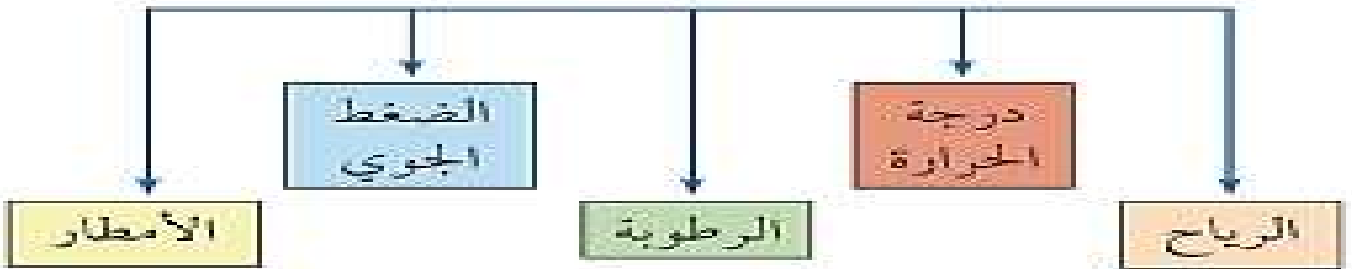 الرياح
درجة
الحرارة
الرطوبة
الضغط
الجوي
الأمطار